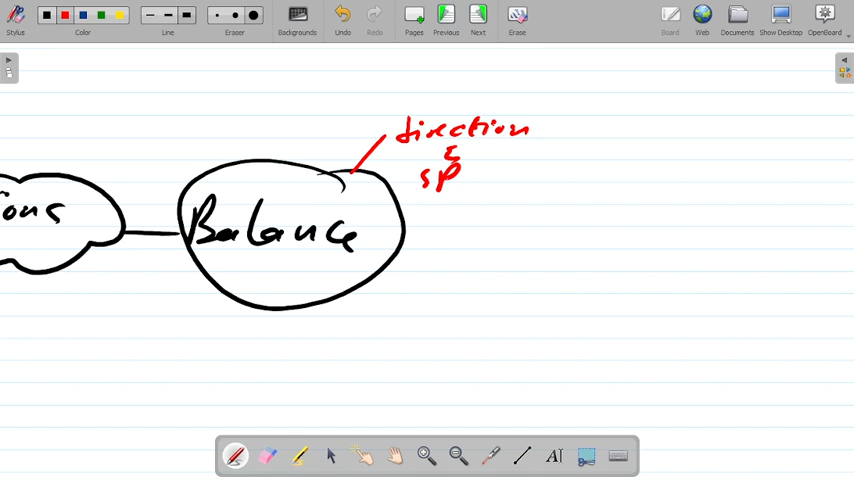 Stylus
Color
Line
Eraser
Backgrounds
Undo
Redo
Pages
Previous
Next
Erase
Board
Web
Documents
Show Desktop
OpenBoard
direction
&
sp
ions
Balance